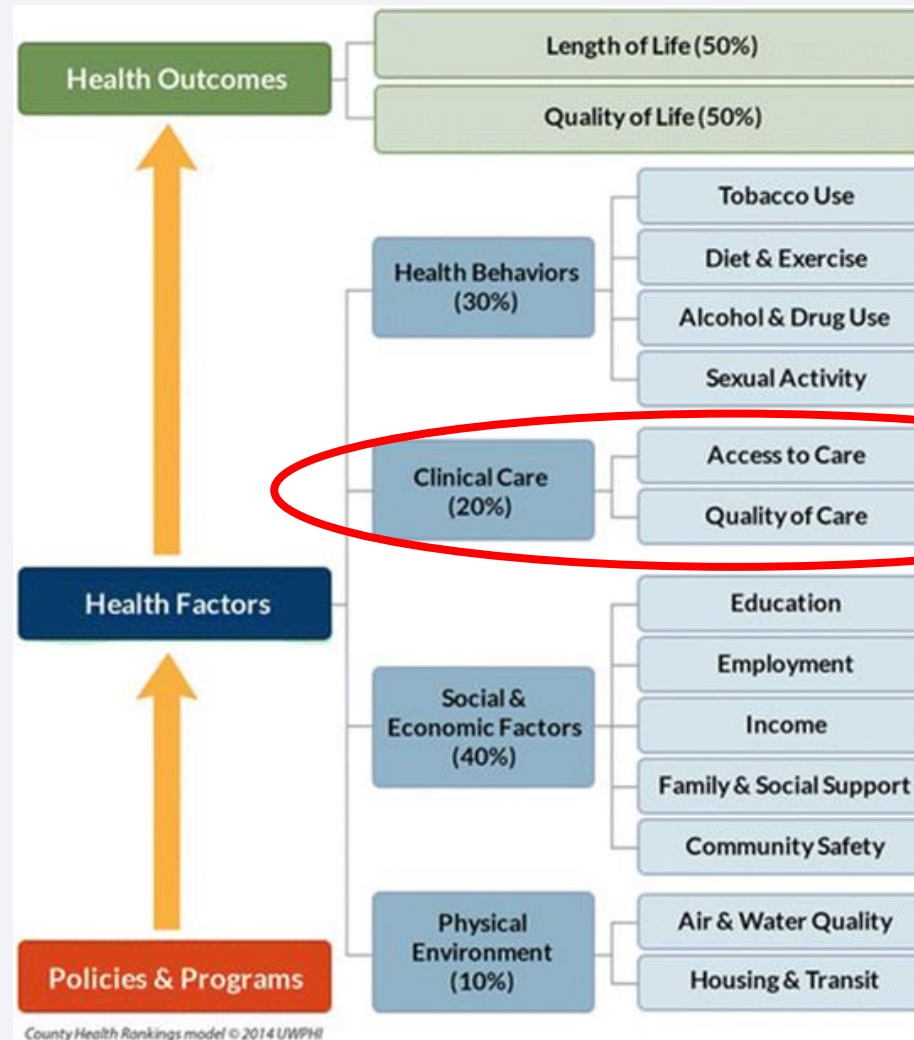 Health Outcomes
Length of Life (50%)
Quality of Life (50%)
Health Behaviors
(30%)
Tobacco Use
Diet & Exercise
Alcohol & Drug Use
Sexual Activity
Clinical Care
(20%)
Access to Care
Quality of Care
Health Factors
Social &
Economic Factors
(40%)
Education
Employment
Income
Family & Social Support
Community Safety
Physical
Environment
(10%)
Air & Water Quality
Housing & Transit
Policies & Programs
County Health Rankings model © 2014 UWPHI